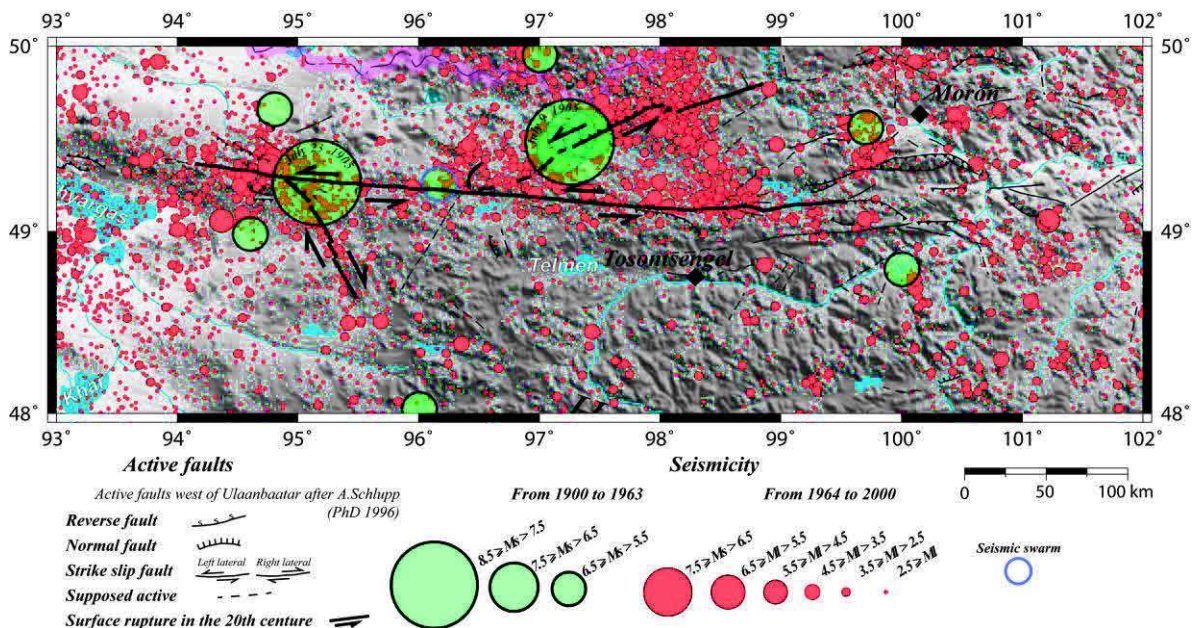 93° 94° 95° 96° 97° 98° 99° 100° 101° 102°
50° 50°
July 9, 1905
Mörön
July 23, 1905
49° 49°
Telmen Tosontsengel
48° 48°
93° 94° 95° 96° 97° 98° 99° 100° 101° 102°
Active faults
Active faults west of Ulaanbaatar after A.Schlupp
(PhD 1996)
Reverse fault
Normal fault
Strike slip fault Left lateral Right lateral
Supposed active
Surface rupture in the 20th centure
Seismicity
From 1900 to 1963
8.5⩾Ms>7.5
7.5⩾Ms>6.5
6.5⩾Ms>5.5
From 1964 to 2000
7.5⩾Ms>6.5
6.5⩾Ml>5.5
5.5⩾Ml>4.5
4.5⩾Ml>3.5
3.5⩾Ml>2.5
2.5⩾Ml
0 50 100 km
Seismic swarm